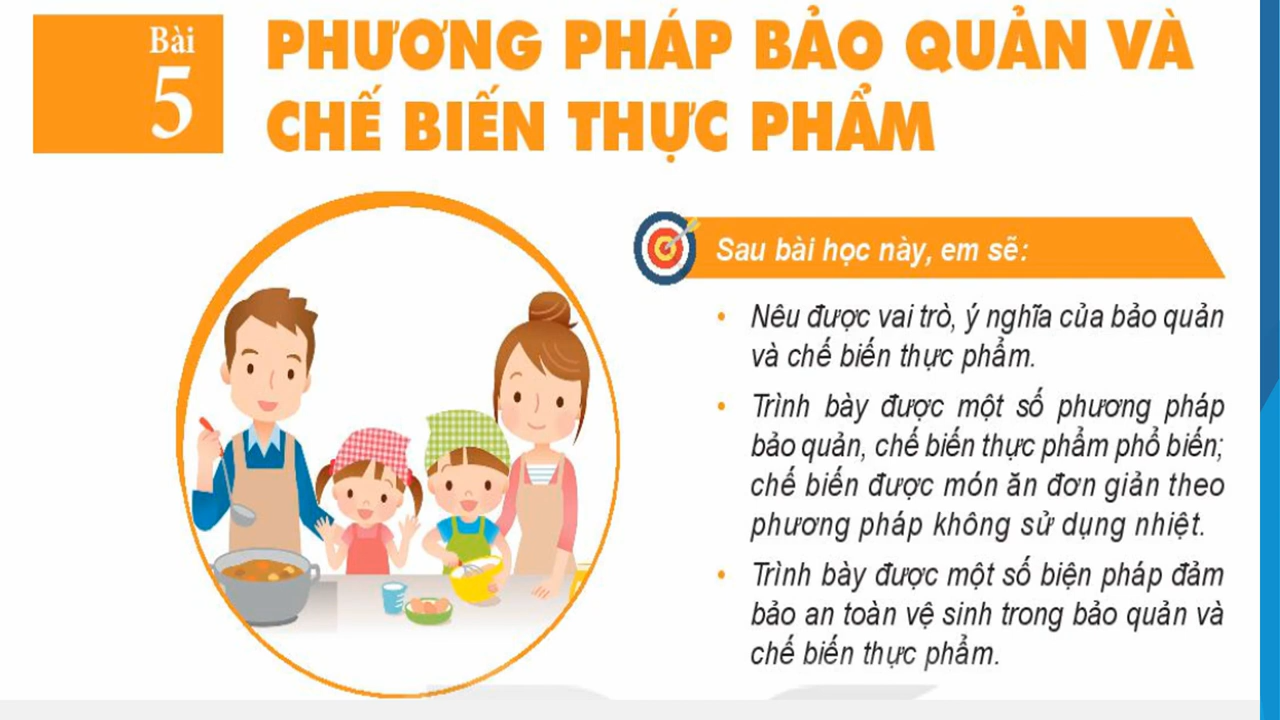 Bài
5
PHƯƠNG PHÁP BẢO QUẢN VÀ
CHẾ BIẾN THỰC PHẨM
Sau bài học này, em sẽ:
• Nêu được vai trò, ý nghĩa của bảo quản
và chế biến thực phẩm.
• Trình bày được một số phương pháp
bảo quản, chế biến thực phẩm phổ biến;
chế biến được món ăn đơn giản theo
phương pháp không sử dụng nhiệt.
• Trình bày được một số biện pháp đảm
bảo an toàn vệ sinh trong bảo quản và
chế biến thực phẩm.